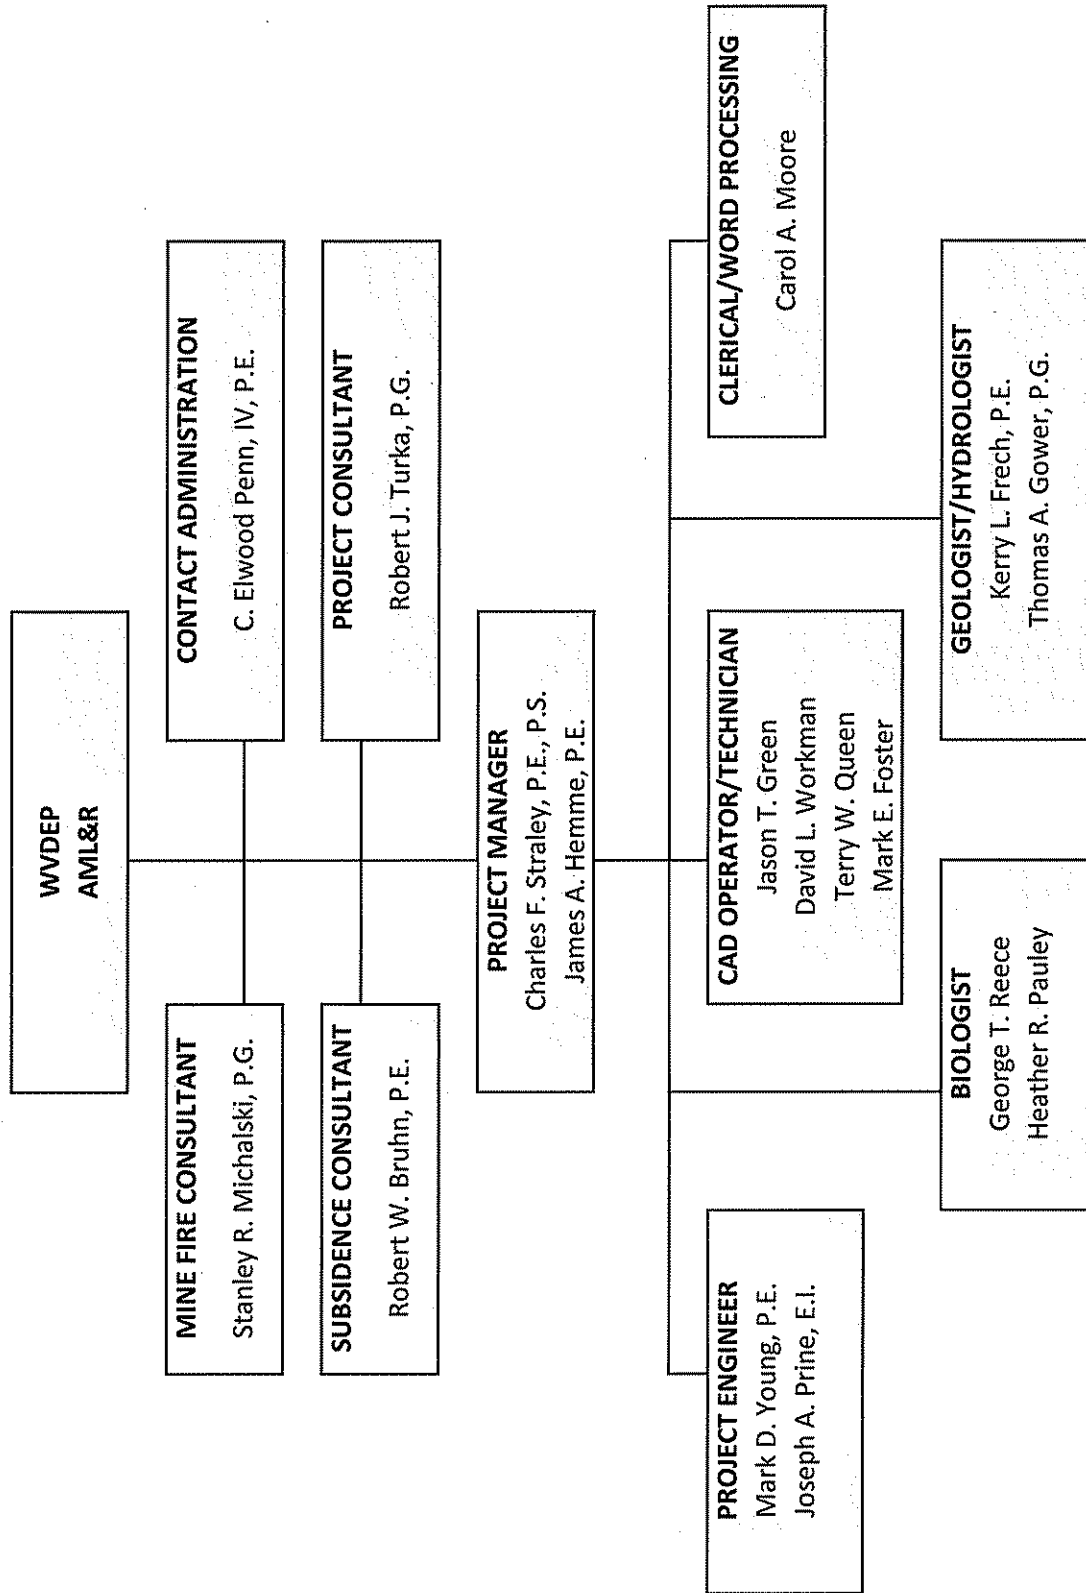 WVDEP
AML&R
MINE FIRE CONSULTANT
Stanley R. Michalski, P.G.
CONTACT ADMINISTRATION
C. Elwood Penn, IV, P.E.
SUBSIDENCE CONSULTANT
Robert W. Bruhn, P.E.
PROJECT CONSULTANT
Robert J. Turka, P.G.
PROJECT MANAGER
Charles F. Straley, P.E., P.S.
James A. Hemme, P.E.
PROJECT ENGINEER
Mark D. Young, P.E.
Joseph A. Prine, E.I.
CAD OPERATOR/TECHNICIAN
Jason T. Green
David L. Workman
Terry W. Queen
Mark E. Foster
CLERICAL/WORD PROCESSING
Carol A. Moore
BIOLOGIST
George T. Reece
Heather R. Pauley
GEOLOGIST/HYDROLOGIST
Kerry L. Frech, P.E.
Thomas A. Gower, P.G.